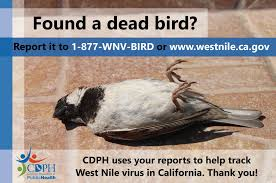 Found a dead bird?
Report it to 1-877-WNV-BIRD or www.westnile.ca.gov
CDPH uses your reports to help track
West Nile virus in California. Thank you!
CDPH
PublicHealth